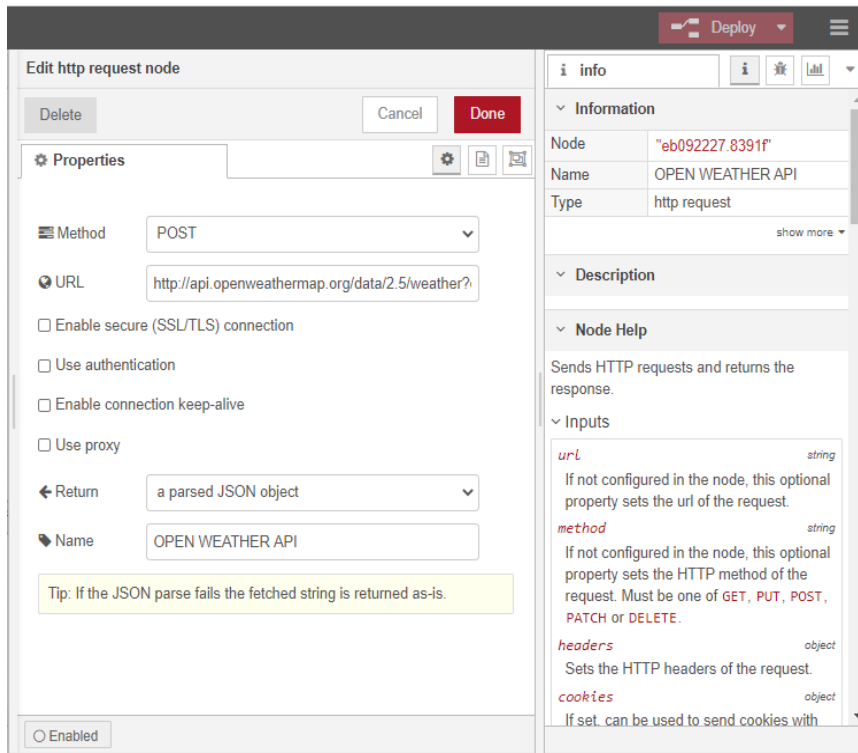 Deploy
Edit http request node
Delete
Cancel
Done
Properties
Method
POST
URL
http://api.openweathermap.org/data/2.5/weather?
Enable secure (SSL/TLS) connection
Use authentication
Enable connection keep-alive
Use proxy
Return
a parsed JSON object
Name
OPEN WEATHER API
Tip: If the JSON parse fails the fetched string is returned as-is.
Enabled
i info
i
Information
Node "eb092227.8391f"
Name OPEN WEATHER API
Type http request
show more
Description
Node Help
Sends HTTP requests and returns the
response.
Inputs
url string
If not configured in the node, this optional
property sets the url of the request.
method string
If not configured in the node, this optional
property sets the HTTP method of the
request. Must be one of GET, PUT, POST,
PATCH or DELETE.
headers object
Sets the HTTP headers of the request.
cookies object
If set, can be used to send cookies with